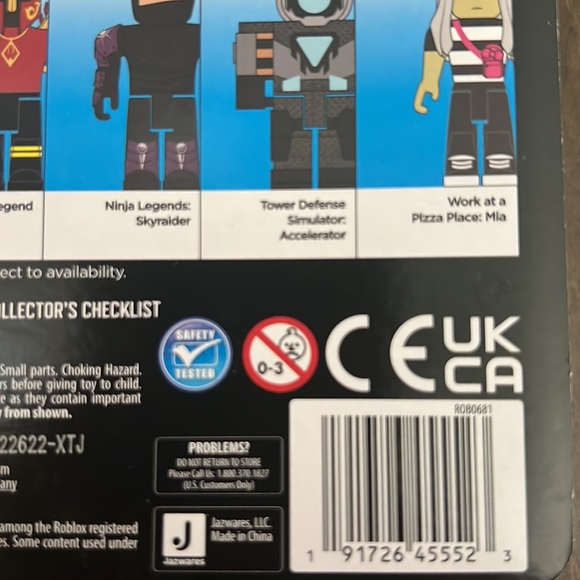 egend
Ninja Legends:
Skyraider
Tower Defense
Simulator:
Accelerator
Work at a
Pizza Place: Mia
ect to availability.
OLLECTOR'S CHECKLIST
Small parts. Choking Hazard.
rs before giving toy to child.
e as they contain important
y from shown.
SAFETY
TESTED
0-3
CE
UK
CA
22622-XTJ
m
any
PROBLEMS?
DO NOT RETURN TO STORE
Please Call Us: 1.800.370.1827
(U.S. Customers Only)
ROB0681
1 91726 45552 3
among the Roblox registered
es. Some content used under
J
Jazwares
Jazwares, LLC.
Made in China